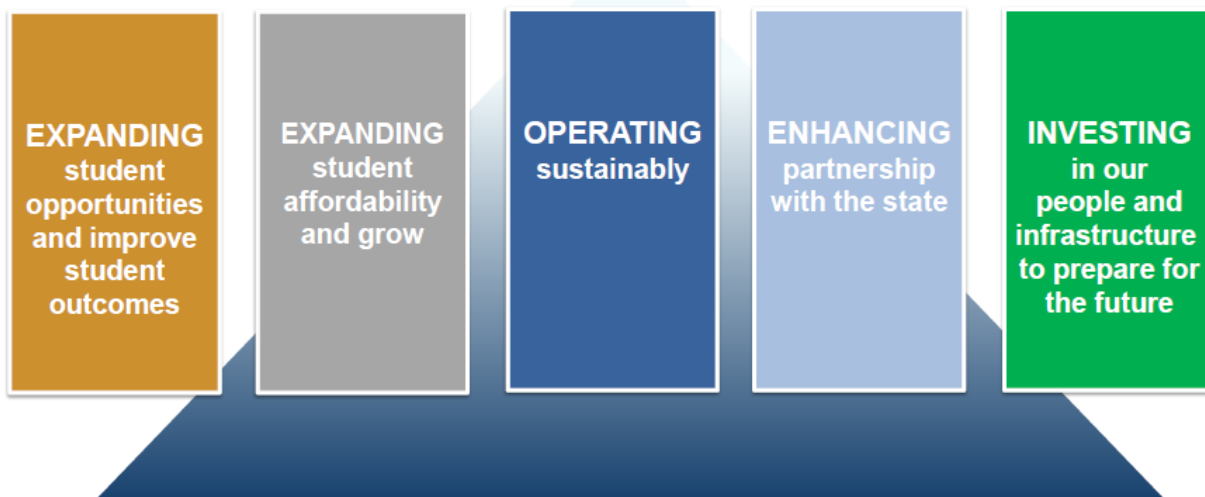 EXPANDING
student
opportunities
and improve
student
outcomes
EXPANDING
student
affordability
and grow
OPERATING
sustainably
ENHANCING
partnership
with the state
INVESTING
in our
people and
infrastructure
to prepare for
the future